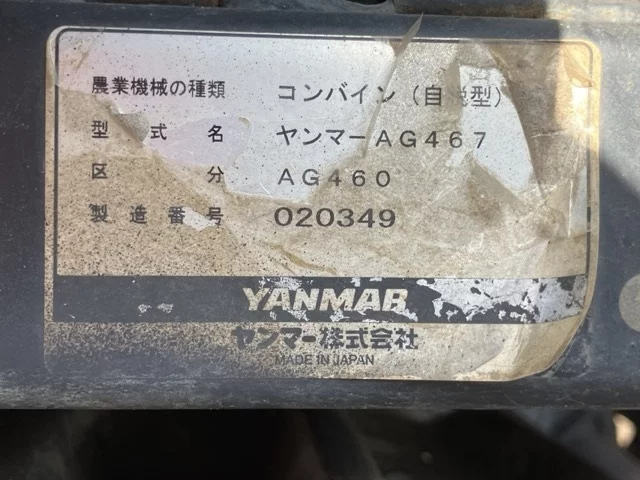 農業機械の種類 コンバイン（自脱型）
型式名 ヤンマーAG467
区分 AG460
製造番号 020349
YANMAR
ヤンマー株式会社
MADE IN JAPAN